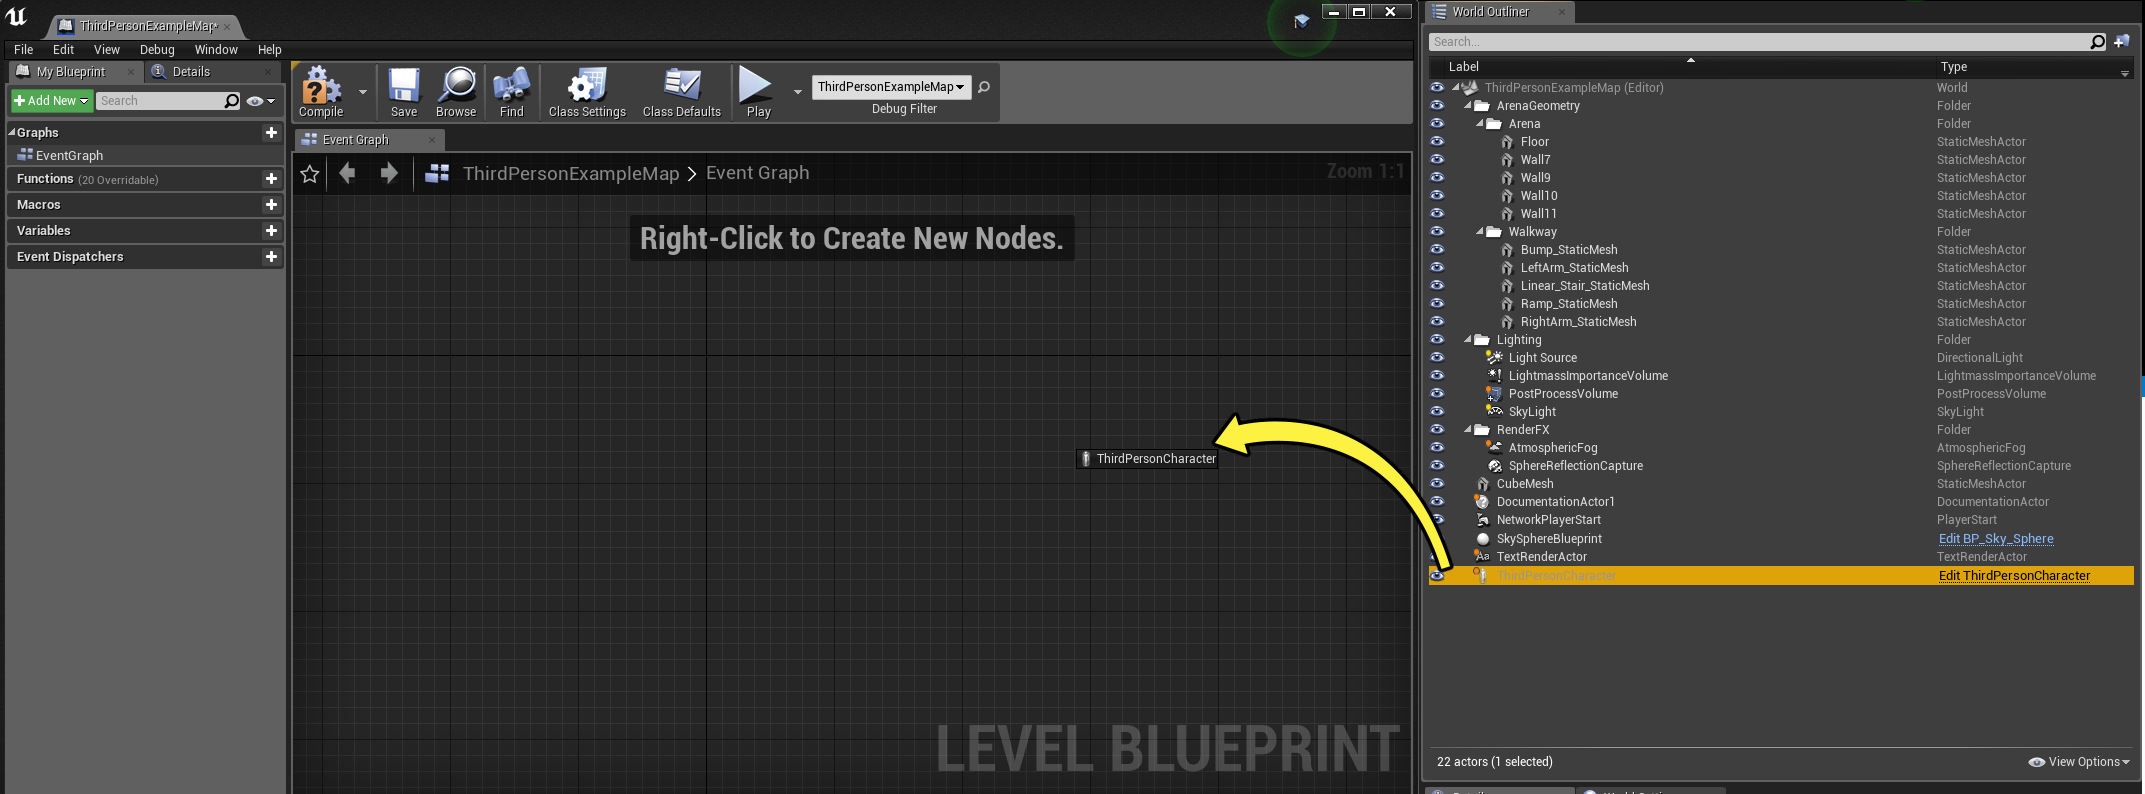 ThirdPersonExampleMap*
File Edit View Debug Window Help
My Blueprint
Details
Add New
Search
Graphs
EventGraph
Functions (20 Overridable)
Macros
Variables
Event Dispatchers
Compile
Save
Browse
Find
Class Settings
Class Defaults
Play
ThirdPersonExampleMap
Debug Filter
Event Graph
ThirdPersonExampleMap > Event Graph
Zoom 1:1
Right-Click to Create New Nodes.
ThirdPersonCharacter
LEVEL BLUEPRINT
World Outliner
Search...
Label Type
ThirdPersonExampleMap (Editor) World
ArenaGeometry Folder
Arena Folder
Floor StaticMeshActor
Wall7 StaticMeshActor
Wall9 StaticMeshActor
Wall10 StaticMeshActor
Wall11 StaticMeshActor
Walkway Folder
Bump_StaticMesh StaticMeshActor
LeftArm_StaticMesh StaticMeshActor
Linear_Stair_StaticMesh StaticMeshActor
Ramp_StaticMesh StaticMeshActor
RightArm_StaticMesh StaticMeshActor
Lighting Folder
Light Source DirectionalLight
LightmassImportanceVolume LightmassImportanceVolume
PostProcessVolume PostProcessVolume
SkyLight SkyLight
RenderFX Folder
AtmosphericFog AtmosphericFog
SphereReflectionCapture SphereReflectionCapture
CubeMesh StaticMeshActor
DocumentationActor1 DocumentationActor
NetworkPlayerStart PlayerStart
SkySphereBlueprint Edit BP_Sky_Sphere
TextRenderActor TextRenderActor
ThirdPersonCharacter Edit ThirdPersonCharacter
22 actors (1 selected)
View Options